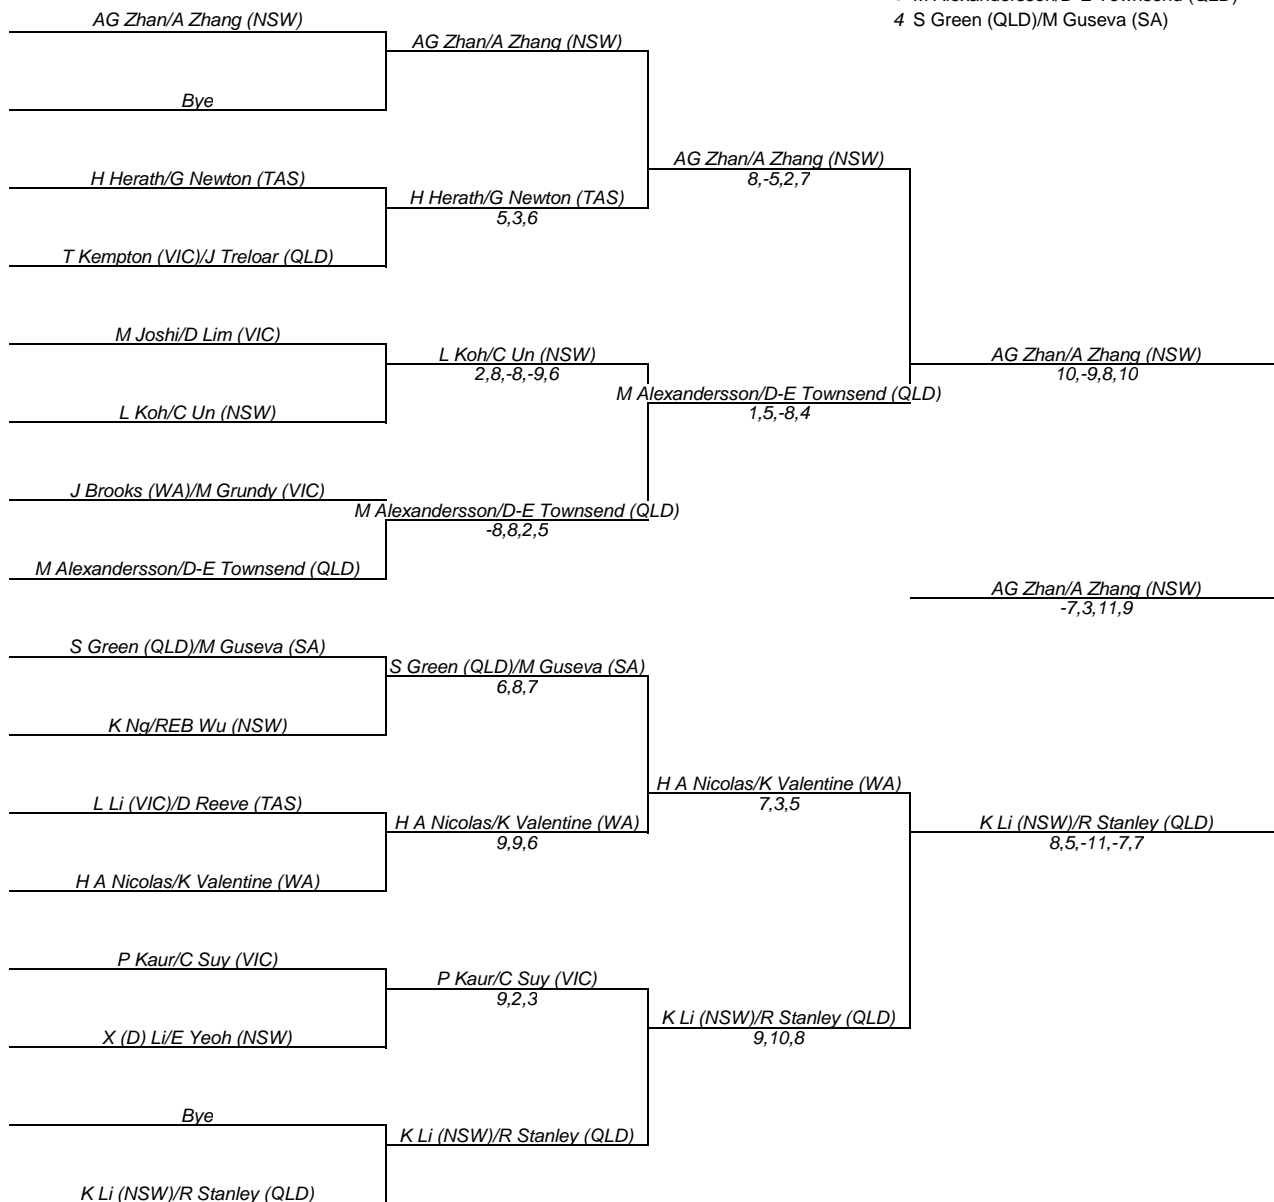 M Alexandersson/D-E Townsend (QLD)
4 S Green (QLD)/M Guseva (SA)
AG Zhan/A Zhang (NSW)
AG Zhan/A Zhang (NSW)
Bye
AG Zhan/A Zhang (NSW)
8,-5,2,7
H Herath/G Newton (TAS)
H Herath/G Newton (TAS)
5,3,6
T Kempton (VIC)/J Treloar (QLD)
M Joshi/D Lim (VIC)
L Koh/C Un (NSW)
2,8,-8,-9,6
AG Zhan/A Zhang (NSW)
10,-9,8,10
M Alexandersson/D-E Townsend (QLD)
1,5,-8,4
L Koh/C Un (NSW)
J Brooks (WA)/M Grundy (VIC)
M Alexandersson/D-E Townsend (QLD)
-8,8,2,5
M Alexandersson/D-E Townsend (QLD)
AG Zhan/A Zhang (NSW)
-7,3,11,9
S Green (QLD)/M Guseva (SA)
S Green (QLD)/M Guseva (SA)
6,8,7
K Ng/REB Wu (NSW)
H A Nicolas/K Valentine (WA)
7,3,5
L Li (VIC)/D Reeve (TAS)
H A Nicolas/K Valentine (WA)
9,9,6
K Li (NSW)/R Stanley (QLD)
8,5,-11,-7,7
H A Nicolas/K Valentine (WA)
P Kaur/C Suy (VIC)
P Kaur/C Suy (VIC)
9,2,3
K Li (NSW)/R Stanley (QLD)
9,10,8
X (D) Li/E Yeoh (NSW)
Bye
K Li (NSW)/R Stanley (QLD)
K Li (NSW)/R Stanley (QLD)